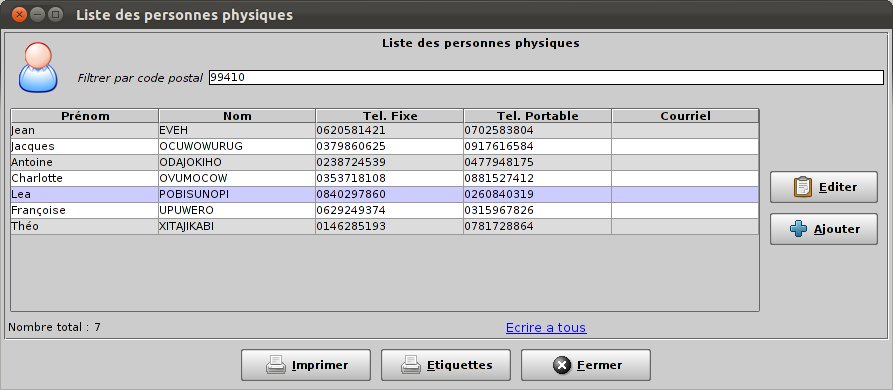 Liste des personnes physiques
Liste des personnes physiques
Filtrer par code postal 99410
Prénom Nom Tel. Fixe Tel. Portable Courriel
Jean EVEH 0620581421 0702583804
Jacques OCUWOWURUG 0379860625 0917616584
Antoine ODAJOKIHO 0238724539 0477948175
Charlotte OVUMOCOW 0353718108 0881527412
Lea POBISUNOPI 0840297860 0260840319
Françoise UPUWERO 0629249374 0315967826
Théo XITAJIKABI 0146285193 0781728864
Editer
Ajouter
Nombre total : 7 Ecrire a tous
Imprimer Etiquettes Fermer